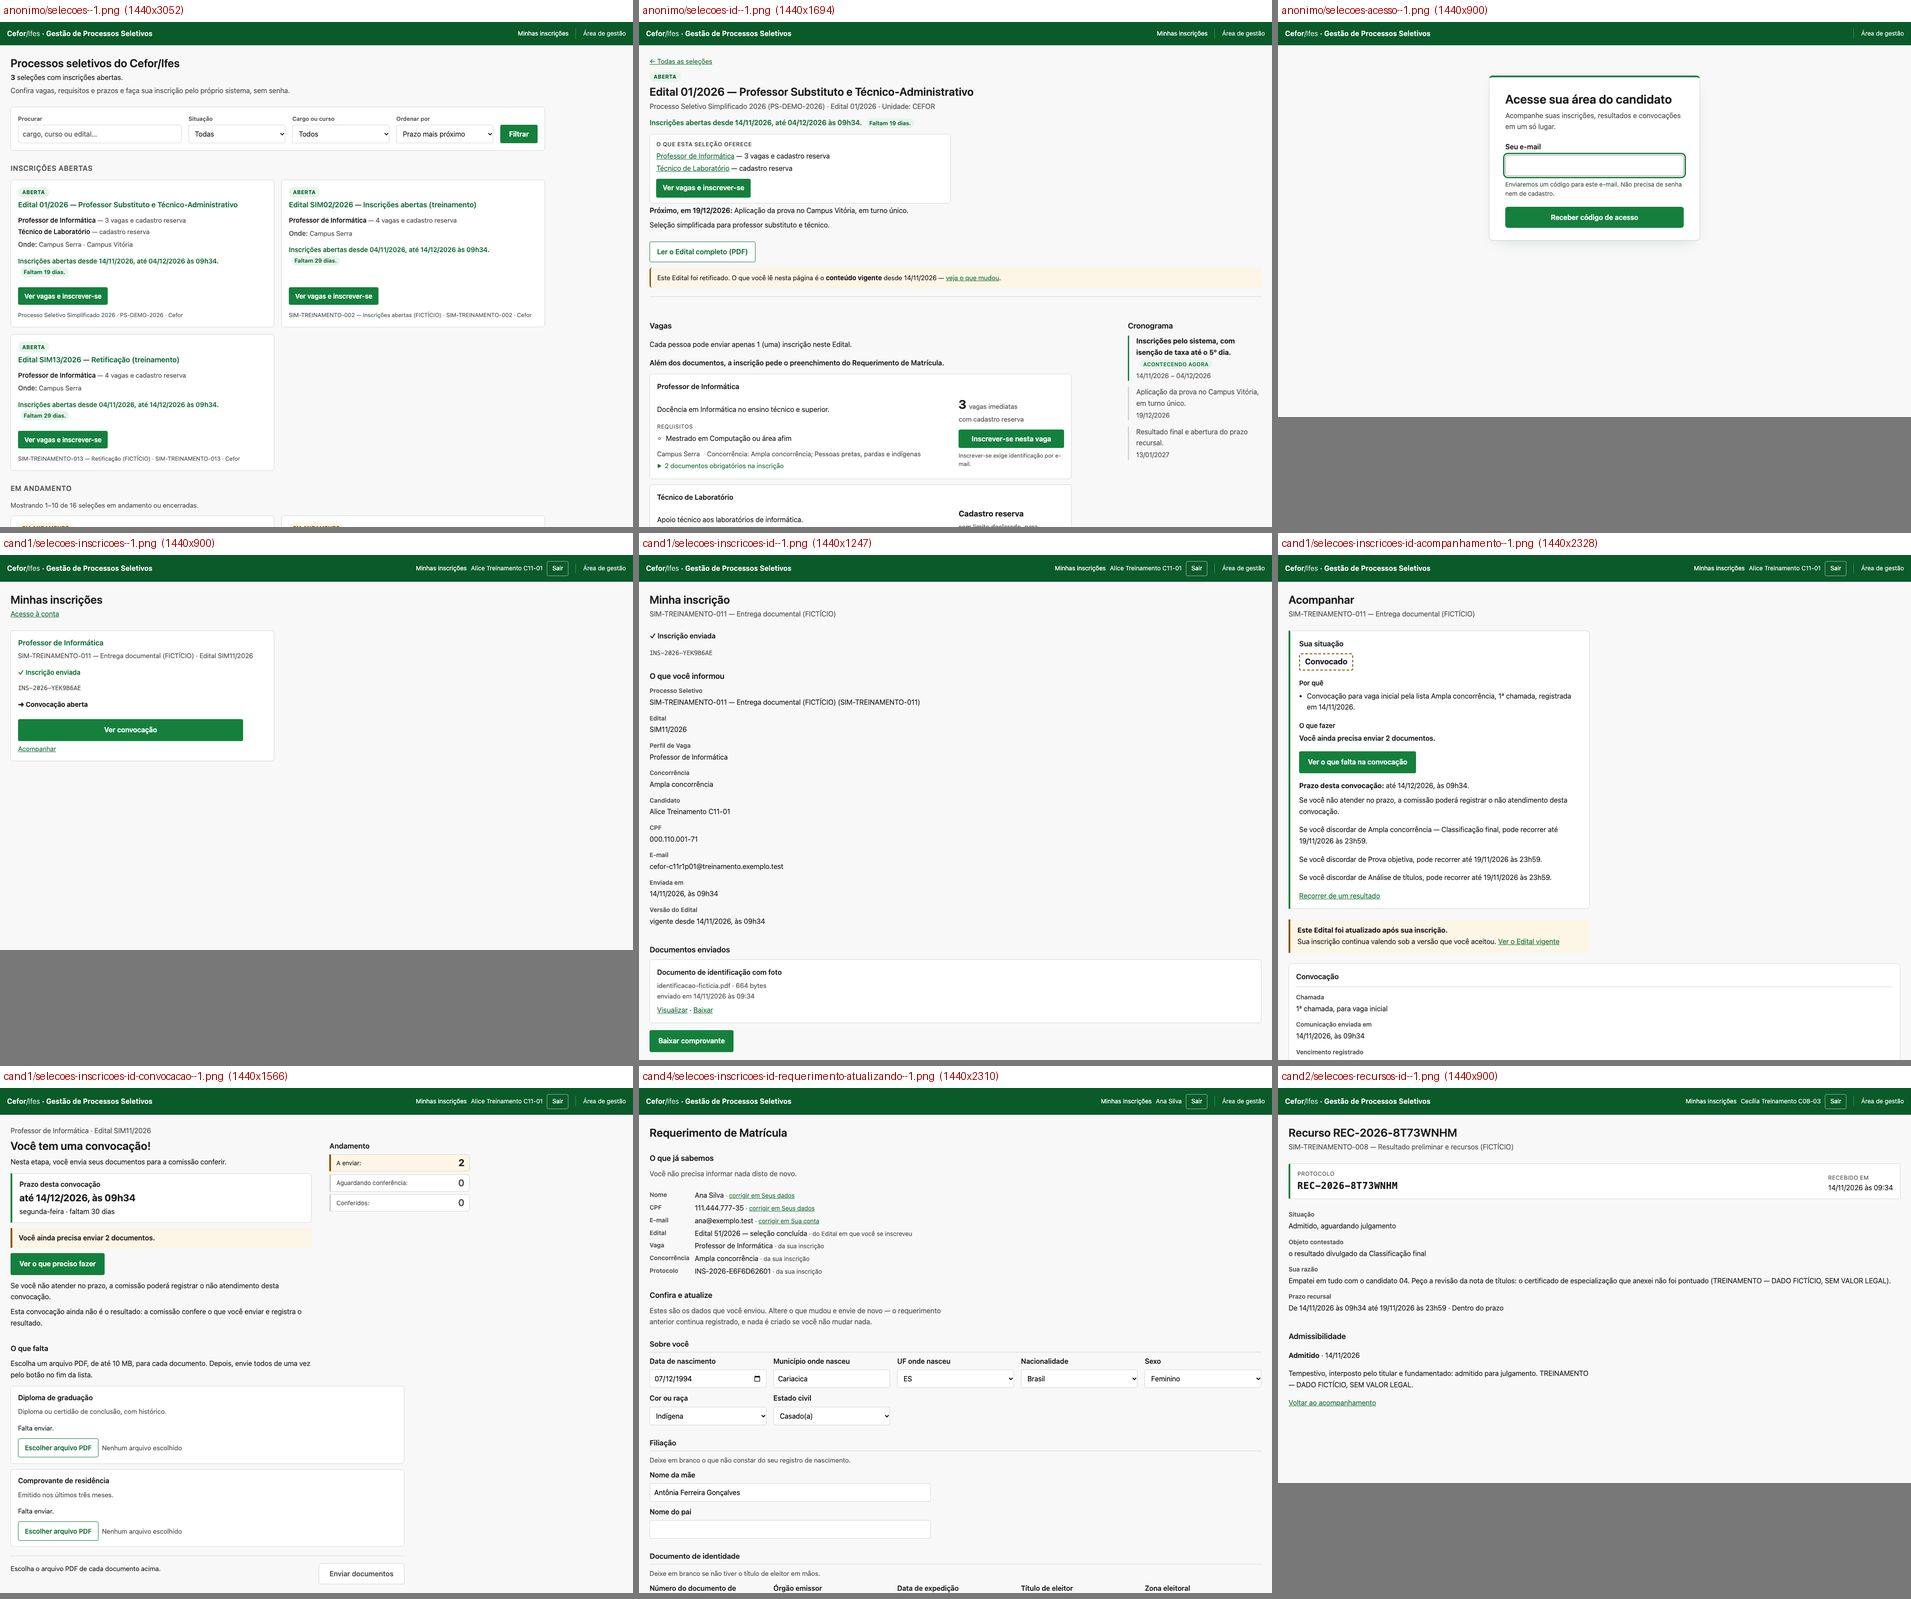 anonimo/selecoes--1.png (1440x3052)
Cefor/Ifes · Gestão de Processos Seletivos
Minhas inscrições
Área de gestão
Processos seletivos do Cefor/Ifes
3 seleções com inscrições abertas.
Confira vagas, requisitos e prazos e faça sua inscrição pelo próprio sistema, sem senha.
Procurar
Situação
Cargo ou curso
Ordenar por
cargo, curso ou edital...
Todas
Todos
Prazo mais próximo
Filtrar
INSCRIÇÕES ABERTAS
ABERTA
Edital 01/2026 — Professor Substituto e Técnico-Administrativo
Professor de Informática — 3 vagas e cadastro reserva
Técnico de Laboratório — cadastro reserva
Onde: Campus Serra · Campus Vitória
Inscrições abertas desde 14/11/2026, até 04/12/2026 às 09h34.
Faltam 19 dias.
Ver vagas e inscrever-se
Processo Seletivo Simplificado 2026 · PS-DEMO-2026 · Cefor
ABERTA
Edital SIM02/2026 — Inscrições abertas (treinamento)
Professor de Informática — 4 vagas e cadastro reserva
Onde: Campus Serra
Inscrições abertas desde 04/11/2026, até 14/12/2026 às 09h34.
Faltam 29 dias.
Ver vagas e inscrever-se
SIM-TREINAMENTO-002 — Inscrições abertas (FICTÍCIO) · SIM-TREINAMENTO-002 · Cefor
ABERTA
Edital SIM13/2026 — Retificação (treinamento)
Professor de Informática — 4 vagas e cadastro reserva
Onde: Campus Serra
Inscrições abertas desde 04/11/2026, até 14/12/2026 às 09h34.
Faltam 29 dias.
Ver vagas e inscrever-se
SIM-TREINAMENTO-013 — Retificação (FICTÍCIO) · SIM-TREINAMENTO-013 · Cefor
EM ANDAMENTO
Mostrando 1–10 de 16 seleções em andamento ou encerradas.
anonimo/selecoes-id--1.png (1440x1694)
Cefor/Ifes · Gestão de Processos Seletivos
Minhas inscrições
Área de gestão
← Todas as seleções
ABERTA
Edital 01/2026 — Professor Substituto e Técnico-Administrativo
Processo Seletivo Simplificado 2026 (PS-DEMO-2026) · Edital 01/2026 · Unidade: CEFOR
Inscrições abertas desde 14/11/2026, até 04/12/2026 às 09h34. Faltam 19 dias.
O QUE ESTA SELEÇÃO OFERECE
Professor de Informática — 3 vagas e cadastro reserva
Técnico de Laboratório — cadastro reserva
Ver vagas e inscrever-se
Próximo, em 19/12/2026: Aplicação da prova no Campus Vitória, em turno único.
Seleção simplificada para professor substituto e técnico.
Ler o Edital completo (PDF)
Este Edital foi retificado. O que você lê nesta página é o conteúdo vigente desde 14/11/2026 — veja o que mudou.
Vagas
Cada pessoa pode enviar apenas 1 (uma) inscrição neste Edital.
Além dos documentos, a inscrição pede o preenchimento do Requerimento de Matrícula.
Professor de Informática
Docência em Informática no ensino técnico e superior.
REQUISITOS
Mestrado em Computação ou área afim
Campus Serra · Concorrência: Ampla concorrência; Pessoas pretas, pardas e indígenas
▸ 2 documentos obrigatórios na inscrição
3 vagas imediatas
com cadastro reserva
Inscrever-se nesta vaga
Inscrever-se exige identificação por e-
mail.
Técnico de Laboratório
Apoio técnico aos laboratórios de informática.
Cadastro reserva
Cronograma
Inscrições pelo sistema, com
isenção de taxa até o 5º dia.
ACONTECENDO AGORA
14/11/2026 – 04/12/2026
Aplicação da prova no Campus Vitória,
em turno único.
19/12/2026
Resultado final e abertura do prazo
recursal.
13/01/2027
anonimo/selecoes-acesso--1.png (1440x900)
Cefor/Ifes · Gestão de Processos Seletivos
Área de gestão
Acesse sua área do candidato
Acompanhe suas inscrições, resultados e convocações
em um só lugar.
Seu e-mail
Enviaremos um código para este e-mail. Não precisa de senha
nem de cadastro.
Receber código de acesso
cand1/selecoes-inscricoes--1.png (1440x900)
Cefor/Ifes · Gestão de Processos Seletivos
Minhas inscrições Alice Treinamento C11-01
Sair
Área de gestão
Minhas inscrições
Acesso à conta
Professor de Informática
SIM-TREINAMENTO-011 — Entrega documental (FICTÍCIO) · Edital SIM11/2026
✓ Inscrição enviada
INS-2026-YEK9B6AE
➜ Convocação aberta
Ver convocação
Acompanhar
cand1/selecoes-inscricoes-id--1.png (1440x1247)
Cefor/Ifes · Gestão de Processos Seletivos
Minhas inscrições Alice Treinamento C11-01
Sair
Área de gestão
Minha inscrição
SIM-TREINAMENTO-011 — Entrega documental (FICTÍCIO)
✓ Inscrição enviada
INS-2026-YEK9B6AE
O que você informou
Processo Seletivo
SIM-TREINAMENTO-011 — Entrega documental (FICTÍCIO) (SIM-TREINAMENTO-011)
Edital
SIM11/2026
Perfil de Vaga
Professor de Informática
Concorrência
Ampla concorrência
Candidato
Alice Treinamento C11-01
CPF
000.110.001-71
E-mail
cefor-c11r1p01@treinamento.exemplo.test
Enviada em
14/11/2026, às 09h34
Versão do Edital
vigente desde 14/11/2026, às 09h34
Documentos enviados
Documento de identificação com foto
identificacao-ficticia.pdf · 664 bytes
enviado em 14/11/2026 às 09:34
Visualizar · Baixar
Baixar comprovante
cand1/selecoes-inscricoes-id-acompanhamento--1.png (1440x2328)
Cefor/Ifes · Gestão de Processos Seletivos
Minhas inscrições Alice Treinamento C11-01
Sair
Área de gestão
Acompanhar
SIM-TREINAMENTO-011 — Entrega documental (FICTÍCIO)
Sua situação
Convocado
Por quê
Convocação para vaga inicial pela lista Ampla concorrência, 1ª chamada, registrada
em 14/11/2026.
O que fazer
Você ainda precisa enviar 2 documentos.
Ver o que falta na convocação
Prazo desta convocação: até 14/12/2026, às 09h34.
Se você não atender no prazo, a comissão poderá registrar o não atendimento desta
convocação.
Se você discordar de Ampla concorrência — Classificação final, pode recorrer até
19/11/2026 às 23h59.
Se você discordar de Prova objetiva, pode recorrer até 19/11/2026 às 23h59.
Se você discordar de Análise de títulos, pode recorrer até 19/11/2026 às 23h59.
Recorrer de um resultado
Este Edital foi atualizado após sua inscrição.
Sua inscrição continua valendo sob a versão que você aceitou. Ver o Edital vigente
Convocação
Chamada
1ª chamada, para vaga inicial
Comunicação enviada em
14/11/2026, às 09h34
Vencimento registrado
cand1/selecoes-inscricoes-id-convocacao--1.png (1440x1566)
Cefor/Ifes · Gestão de Processos Seletivos
Minhas inscrições Alice Treinamento C11-01
Sair
Área de gestão
Professor de Informática · Edital SIM11/2026
Você tem uma convocação!
Nesta etapa, você envia seus documentos para a comissão conferir.
Prazo desta convocação
até 14/12/2026, às 09h34
segunda-feira · faltam 30 dias
Você ainda precisa enviar 2 documentos.
Ver o que preciso fazer
Se você não atender no prazo, a comissão poderá registrar o não atendimento desta
convocação.
Esta convocação ainda não é o resultado: a comissão confere o que você enviar e registra o
resultado.
Andamento
A enviar: 2
Aguardando conferência: 0
Conferidos: 0
O que falta
Escolha um arquivo PDF, de até 10 MB, para cada documento. Depois, envie todos de uma vez
pelo botão no fim da lista.
Diploma de graduação
Diploma ou certidão de conclusão, com histórico.
Falta enviar.
Escolher arquivo PDF Nenhum arquivo escolhido
Comprovante de residência
Emitido nos últimos três meses.
Falta enviar.
Escolher arquivo PDF Nenhum arquivo escolhido
Escolha o arquivo PDF de cada documento acima.
Enviar documentos
cand4/selecoes-inscricoes-id-requerimento-atualizando--1.png (1440x2310)
Cefor/Ifes · Gestão de Processos Seletivos
Minhas inscrições Ana Silva
Sair
Área de gestão
Requerimento de Matrícula
O que já sabemos
Você não precisa informar nada disto de novo.
Nome Ana Silva · corrigir em Seus dados
CPF 111.444.777-35 · corrigir em Seus dados
E-mail ana@exemplo.test · corrigir em Sua conta
Edital Edital 51/2026 — seleção concluída · do Edital em que você se inscreveu
Vaga Professor de Informática · da sua inscrição
Concorrência Ampla concorrência · da sua inscrição
Protocolo INS-2026-E6F6D62601 · da sua inscrição
Confira e atualize
Estes são os dados que você enviou. Altere o que mudou e envie de novo — o requerimento
anterior continua registrado, e nada é criado se você não mudar nada.
Sobre você
Data de nascimento
Município onde nasceu
UF onde nasceu
Nacionalidade
Sexo
07/12/1994
Cariacica
ES
Brasil
Feminino
Cor ou raça
Estado civil
Indígena
Casado(a)
Filiação
Deixe em branco o que não constar do seu registro de nascimento.
Nome da mãe
Antônia Ferreira Gonçalves
Nome do pai
Documento de identidade
Deixe em branco se não tiver o título de eleitor em mãos.
Número do documento de
Órgão emissor
Data de expedição
Título de eleitor
Zona eleitoral
cand2/selecoes-recursos-id--1.png (1440x900)
Cefor/Ifes · Gestão de Processos Seletivos
Minhas inscrições Cecília Treinamento C08-03
Sair
Área de gestão
Recurso REC-2026-8T73WNHM
SIM-TREINAMENTO-008 — Resultado preliminar e recursos (FICTÍCIO)
PROTOCOLO
REC-2026-8T73WNHM
RECEBIDO EM
14/11/2026 às 09:34
Situação
Admitido, aguardando julgamento
Objeto contestado
o resultado divulgado da Classificação final
Sua razão
Empatei em tudo com o candidato 04. Peço a revisão da nota de títulos: o certificado de especialização que anexei não foi pontuado (TREINAMENTO — DADO FICTÍCIO, SEM VALOR LEGAL).
Prazo recursal
De 14/11/2026 às 09h34 até 19/11/2026 às 23h59 · Dentro do prazo
Admissibilidade
Admitido · 14/11/2026
Tempestivo, interposto pelo titular e fundamentado: admitido para julgamento. TREINAMENTO
— DADO FICTÍCIO, SEM VALOR LEGAL.
Voltar ao acompanhamento